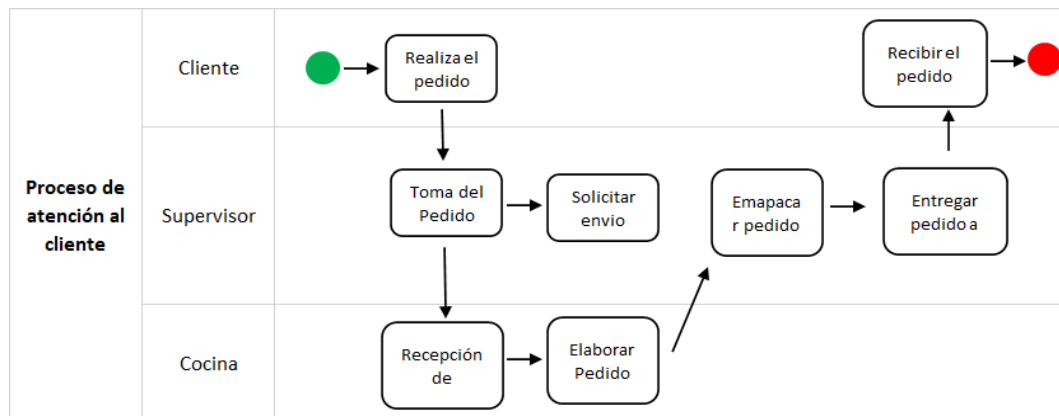 Proceso de
atención al
cliente
Cliente
Realiza el
pedido
Recibir el
pedido
Supervisor
Toma del
Pedido
Solicitar
envio
Emapaca
r pedido
Entregar
pedido a
Cocina
Recepción
de
Elaborar
Pedido